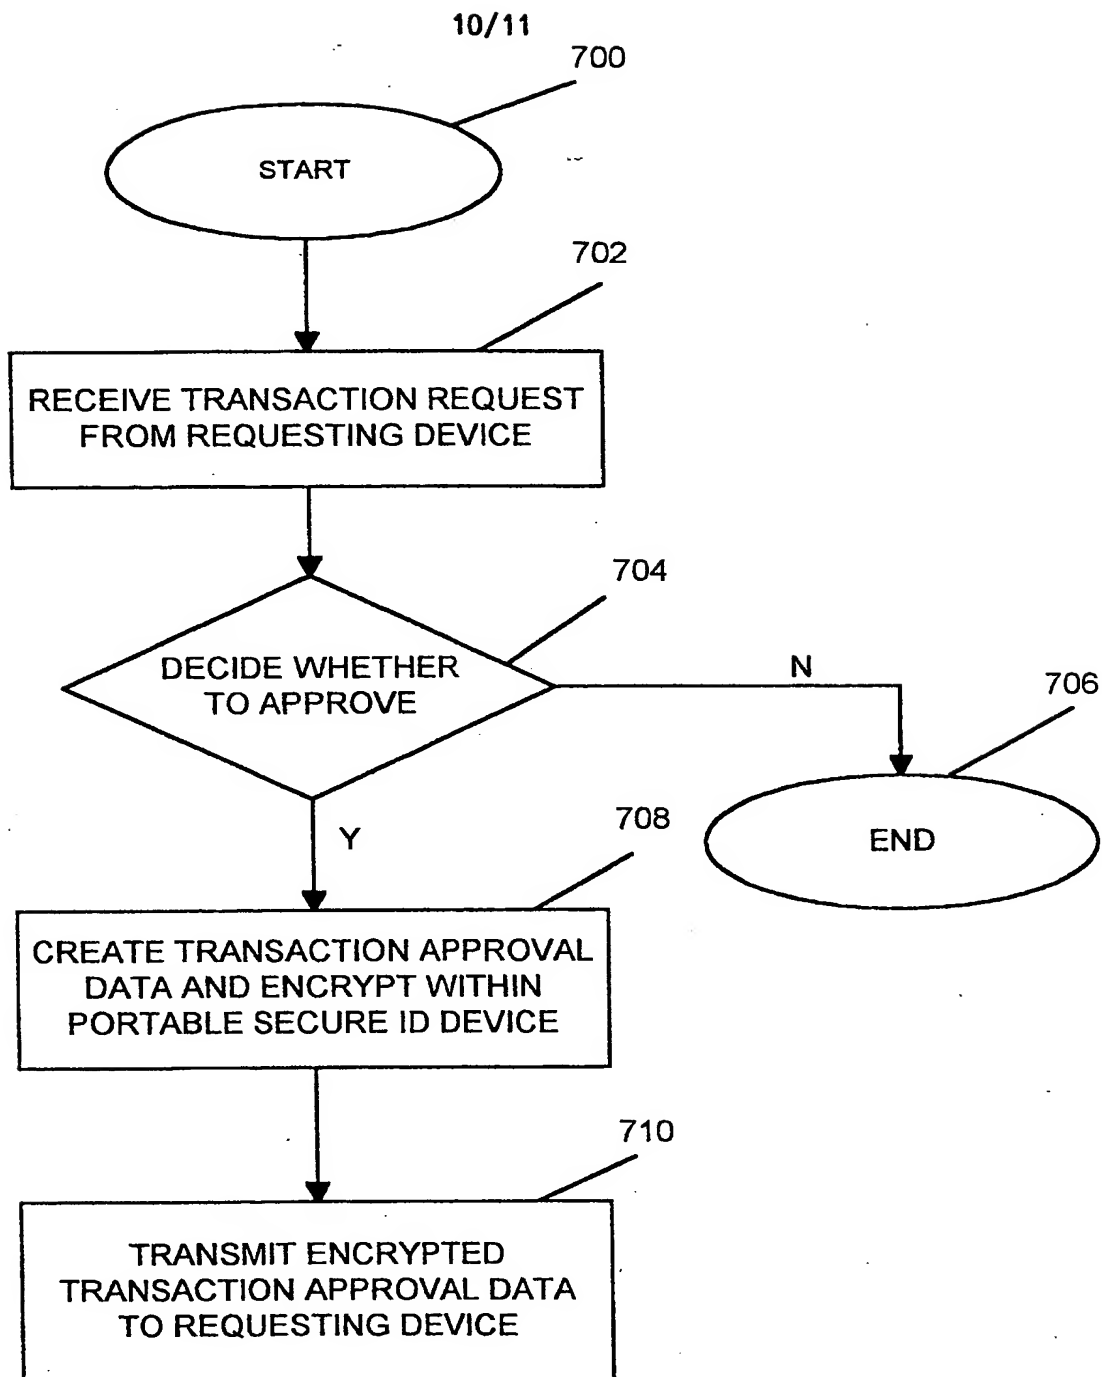 10/11
700
START
702
RECEIVE TRANSACTION REQUEST
FROM REQUESTING DEVICE
704
DECIDE WHETHER
TO APPROVE
N
706
END
Y
708
CREATE TRANSACTION APPROVAL
DATA AND ENCRYPT WITHIN
PORTABLE SECURE ID DEVICE
710
TRANSMIT ENCRYPTED
TRANSACTION APPROVAL DATA
TO REQUESTING DEVICE